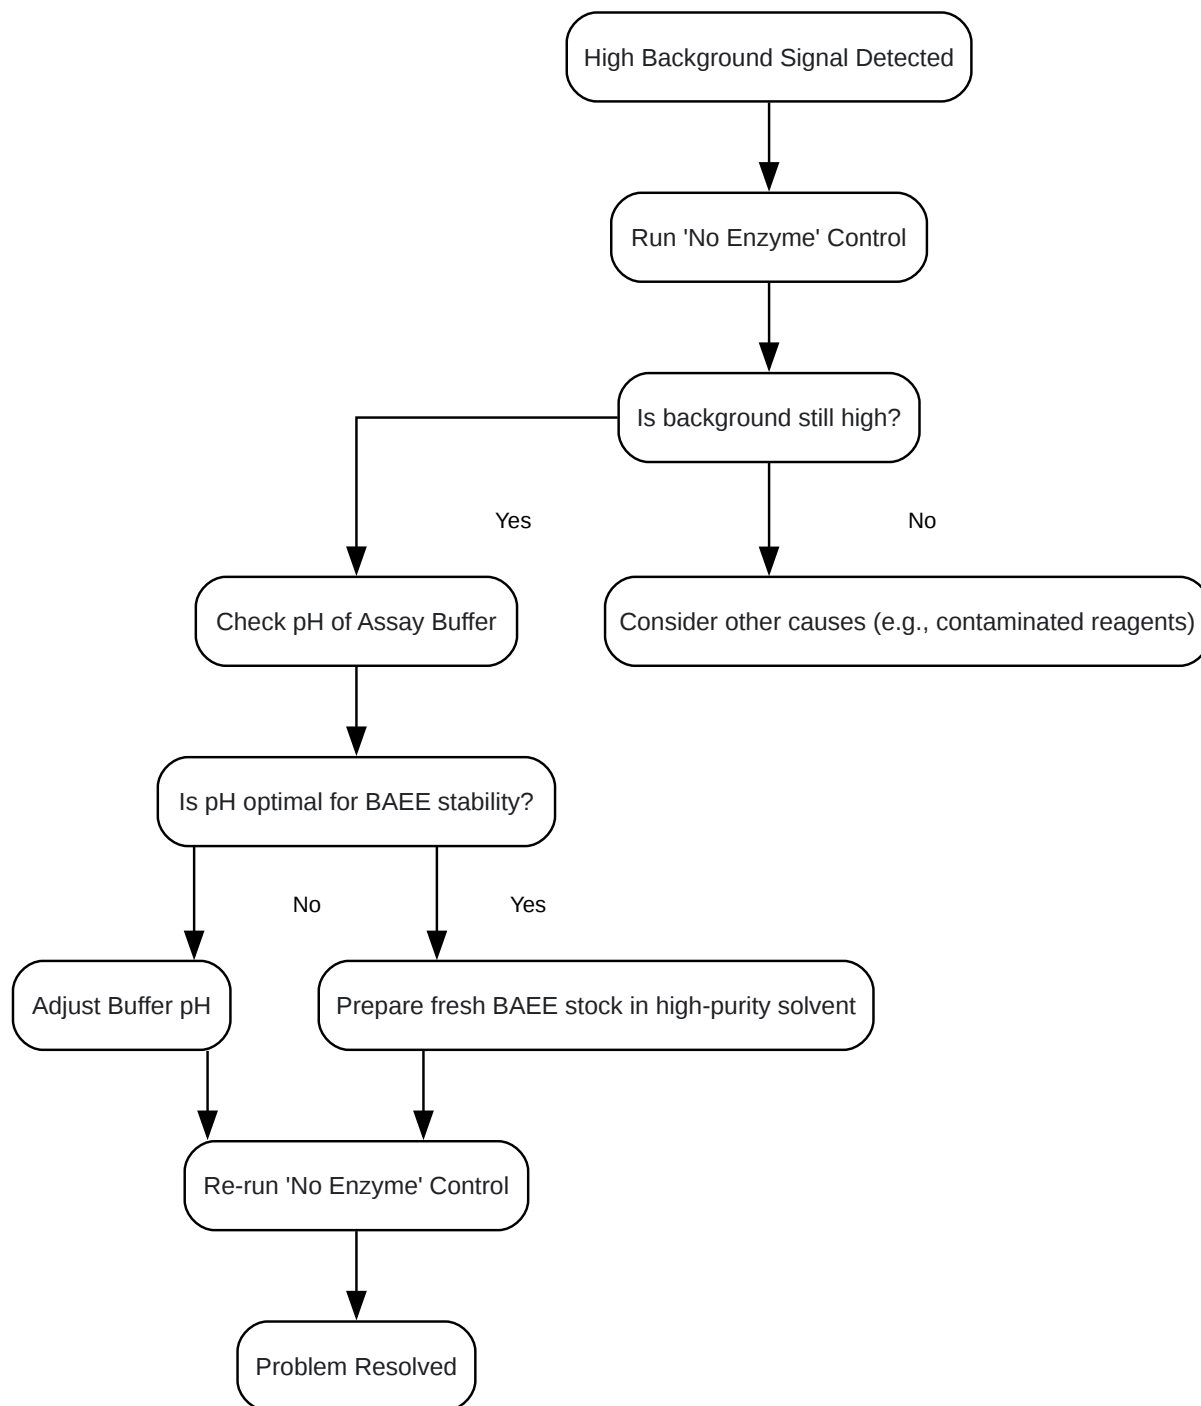 High Background Signal Detected
Run 'No Enzyme' Control
Is background still high?
Yes
No
Check pH of Assay Buffer
Consider other causes (e.g., contaminated reagents)
Is pH optimal for BAEE stability?
No
Yes
Adjust Buffer pH
Prepare fresh BAEE stock in high-purity solvent
Re-run 'No Enzyme' Control
Problem Resolved